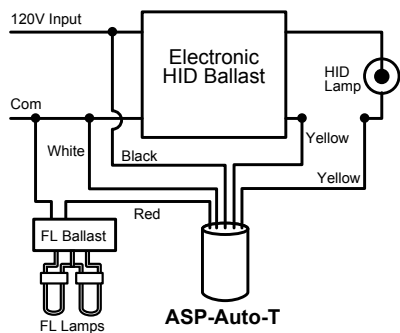 120V Input
Electronic
HID Ballast
HID
Lamp
Com
White
Black
Yellow
Yellow
Red
FL Ballast
FL Lamps
ASP-Auto-T